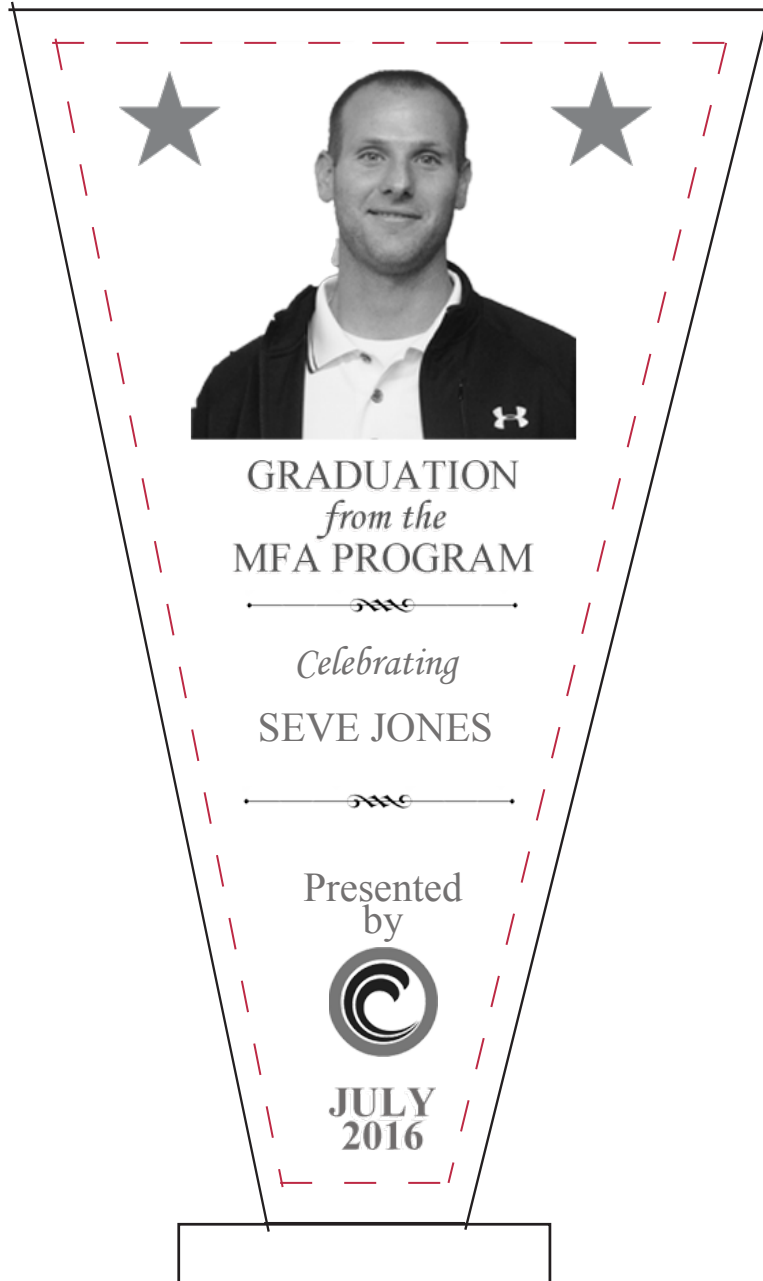 GRADUATION
from the
MFA PROGRAM
Celebrating
SEVE JONES
Presented
by
JULY
2016